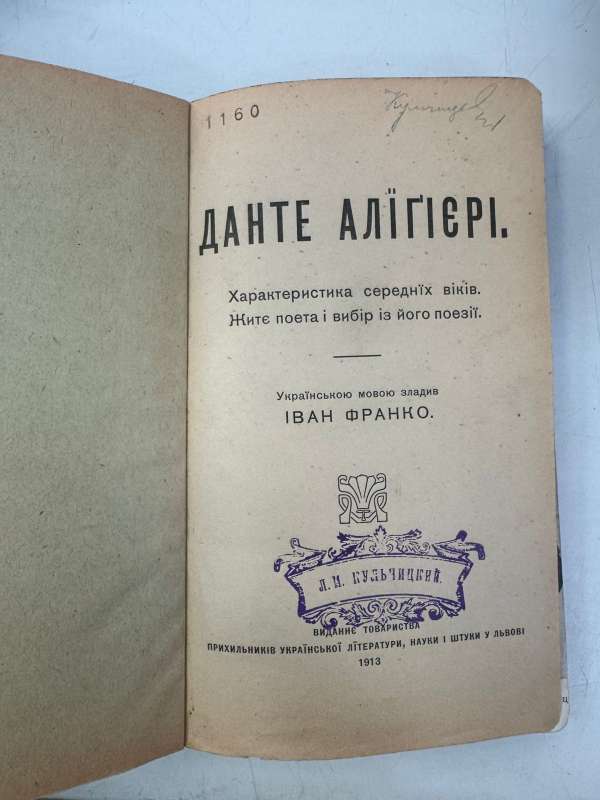 1160
ДАНТЕ АЛЇҐІЄРІ.
Характеристика середнїх віків.
Житє поета і вибір із його поезії.
Українською мовою зладив
ІВАН ФРАНКО.
Л. М. КУЛЬЧИЦКИЙ.
ВИДАННЄ ТОВАРИСТВА
ПРИХИЛЬНИКІВ УКРАЇНСЬКОЇ ЛЇТЕРАТУРИ, НАУКИ І ШТУКИ У ЛЬВОВІ
1913